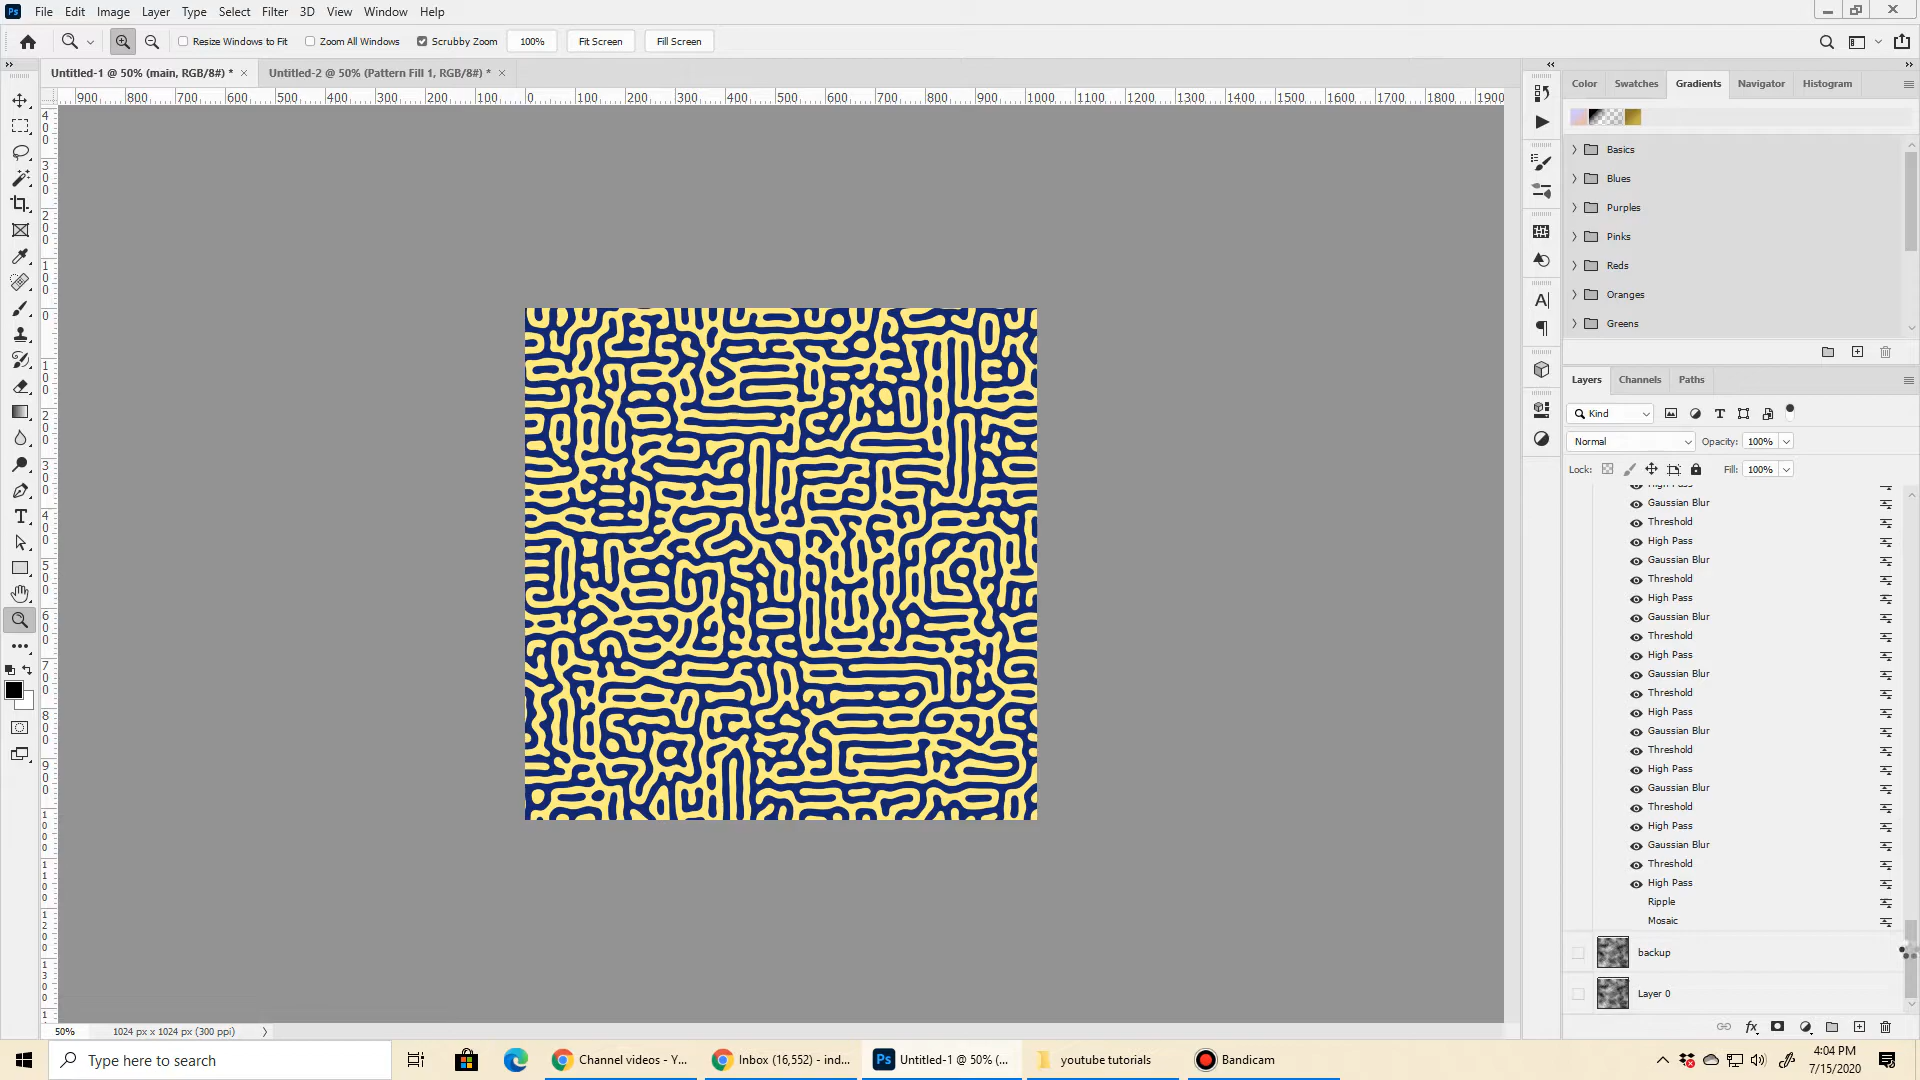 Ps File Edit Image Layer Type Select Filter 3D View Window Help
Resize Windows to Fit Zoom All Windows Scrubby Zoom 100% Fit Screen Fill Screen
Untitled-1 @ 50% (main, RGB/8#) * × Untitled-2 @ 50% (Pattern Fill 1, RGB/8#) * ×
900 800 700 600 500 400 300 200 100 0 100 200 300 400 500 600 700 800 900 1000 1100 1200 1300 1400 1500 1600 1700 1800 1900
Color Swatches Gradients Navigator Histogram
Basics
Blues
Purples
Pinks
Reds
Oranges
Greens
Layers Channels Paths
Kind
Normal Opacity: 100%
Lock: Fill: 100%
High Pass
Gaussian Blur
Threshold
High Pass
Gaussian Blur
Threshold
High Pass
Gaussian Blur
Threshold
High Pass
Gaussian Blur
Threshold
High Pass
Gaussian Blur
Threshold
High Pass
Gaussian Blur
Threshold
High Pass
Gaussian Blur
Threshold
High Pass
Ripple
Mosaic
backup
Layer 0
50% 1024 px x 1024 px (300 ppi)
Type here to search
Channel videos - Y...
Inbox (16,552) - ind...
Ps Untitled-1 @ 50% (...
youtube tutorials
Bandicam
4:04 PM
7/15/2020